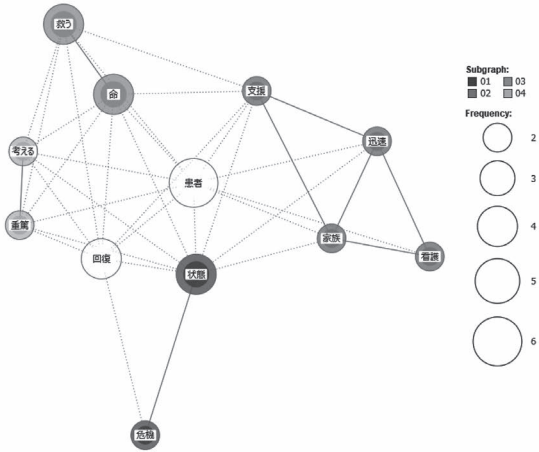 救う
命
支援
迅速
考える
患者
重篤
家族
看護
回復
状態
危機
Subgraph:
01 03
02 04
Frequency:
2
3
4
5
6